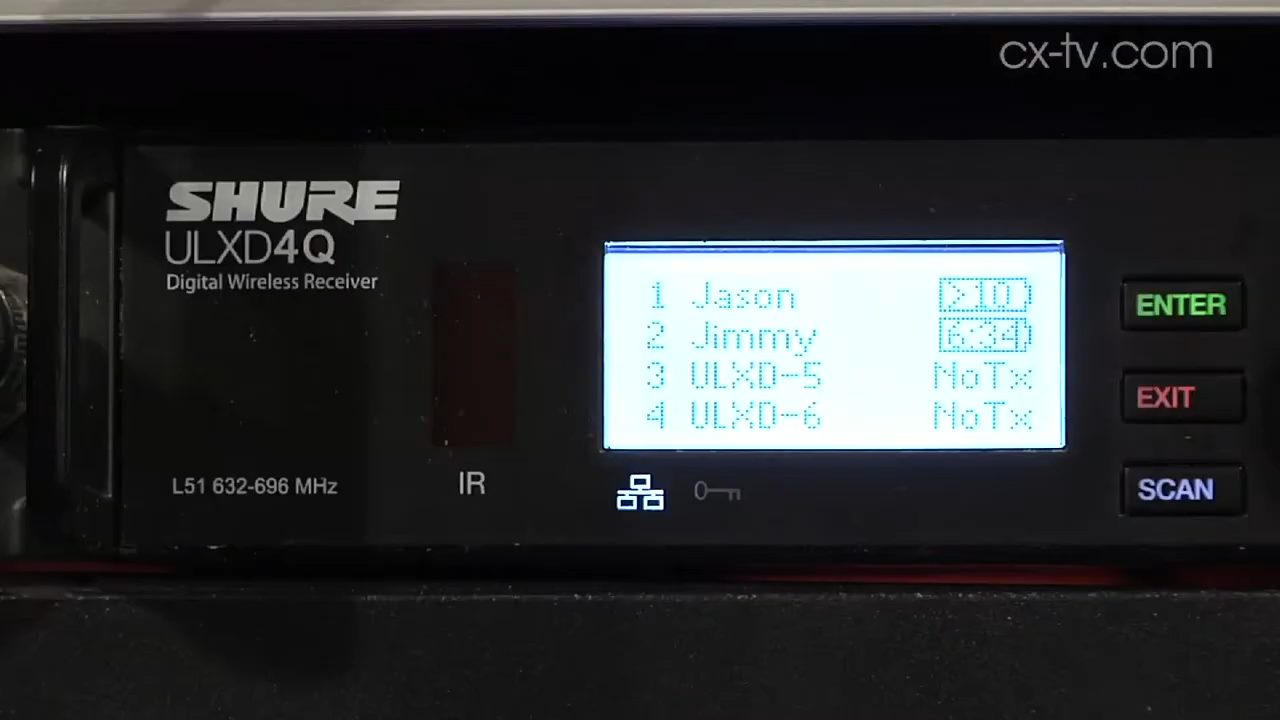 cx-tv.com
SHURE
ULXD4Q
Digital Wireless Receiver
1 Jason >10
2 Jimmy 6:34
3 ULXD-5 NoTx
4 ULXD-6 NoTx
ENTER
EXIT
SCAN
L51 632-696 MHz
IR